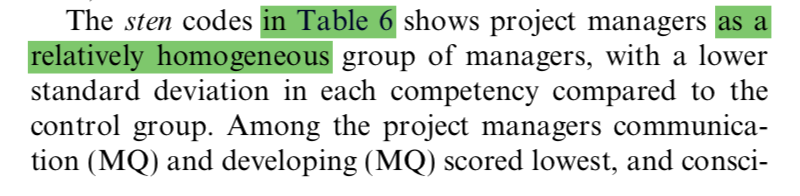 The sten codes in Table 6 shows project managers as a
relatively homogeneous group of managers, with a lower
standard deviation in each competency compared to the
control group. Among the project managers communica-
tion (MQ) and developing (MQ) scored lowest, and consci-